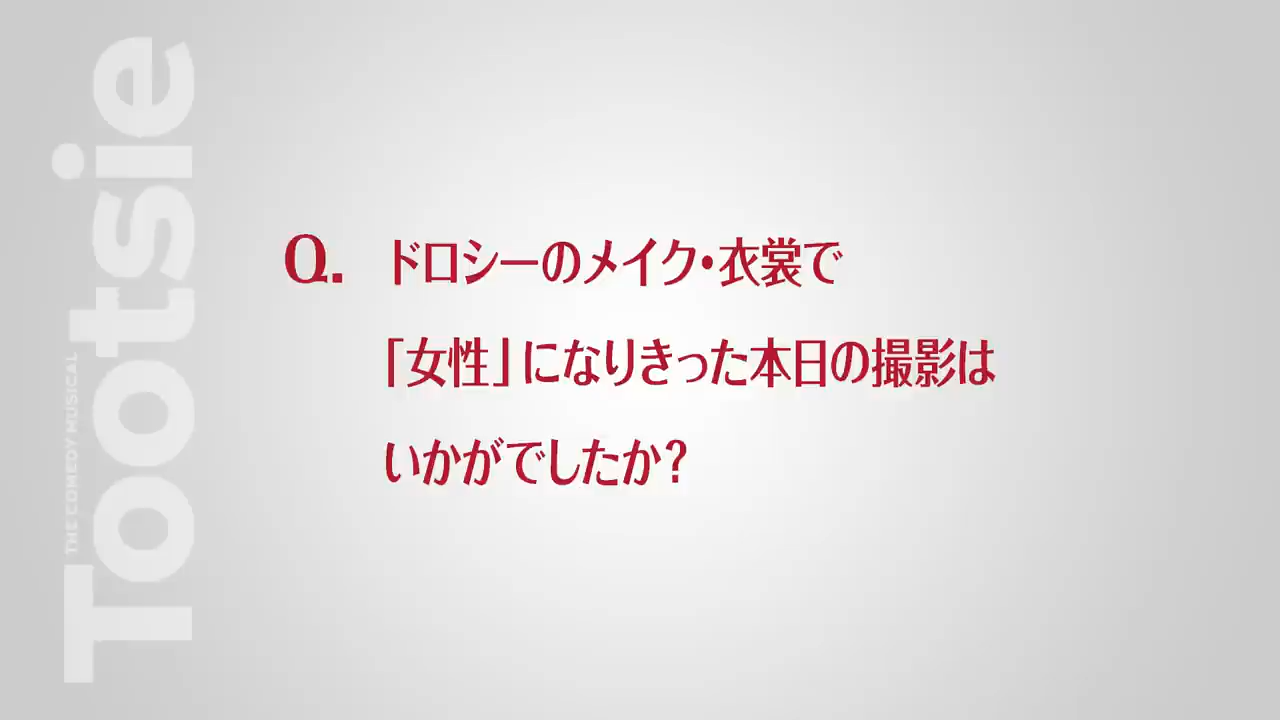 Tootsie
THE COMEDY MUSICAL
Q. ドロシーのメイク・衣裳で
「女性」になりきった本日の撮影は
いかがでしたか?